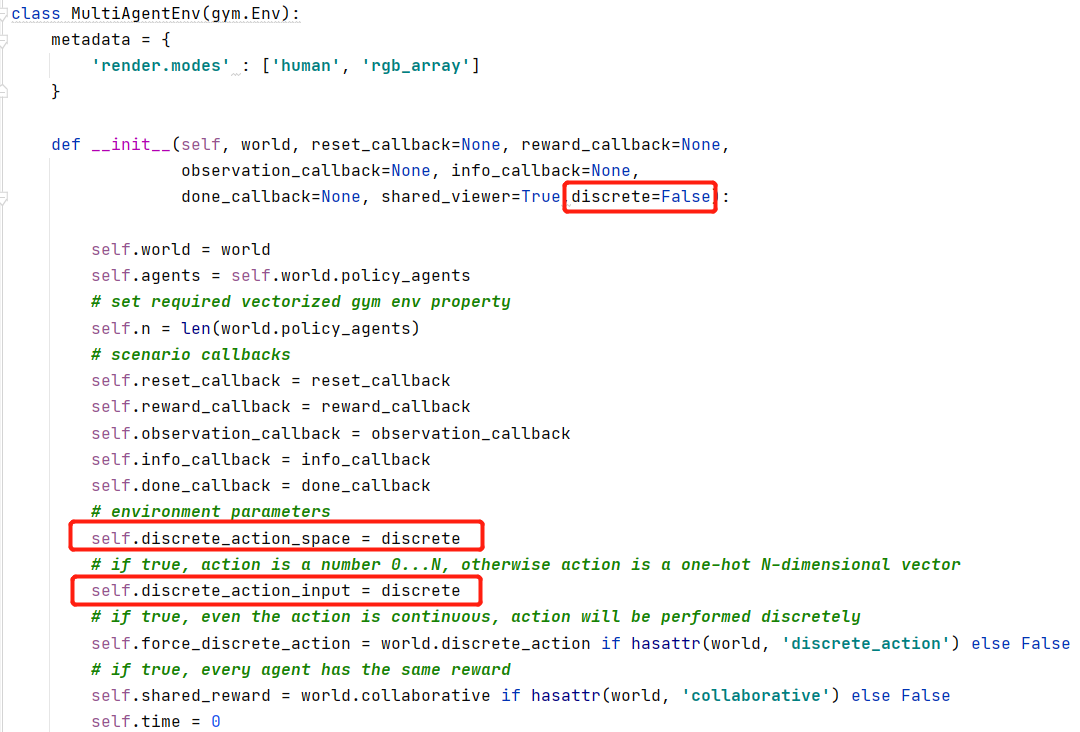 class MultiAgentEnv(gym.Env):
    metadata = {
        'render.modes' : ['human', 'rgb_array']
    }
    def __init__(self, world, reset_callback=None, reward_callback=None,
                 observation_callback=None, info_callback=None,
                 done_callback=None, shared_viewer=True,discrete=False):
        self.world = world
        self.agents = self.world.policy_agents
        # set required vectorized gym env property
        self.n = len(world.policy_agents)
        # scenario callbacks
        self.reset_callback = reset_callback
        self.reward_callback = reward_callback
        self.observation_callback = observation_callback
        self.info_callback = info_callback
        self.done_callback = done_callback
        # environment parameters
        self.discrete_action_space = discrete
        # if true, action is a number 0...N, otherwise action is a one-hot N-dimensional vector
        self.discrete_action_input = discrete
        # if true, even the action is continuous, action will be performed discretely
        self.force_discrete_action = world.discrete_action if hasattr(world, 'discrete_action') else False
        # if true, every agent has the same reward
        self.shared_reward = world.collaborative if hasattr(world, 'collaborative') else False
        self.time = 0